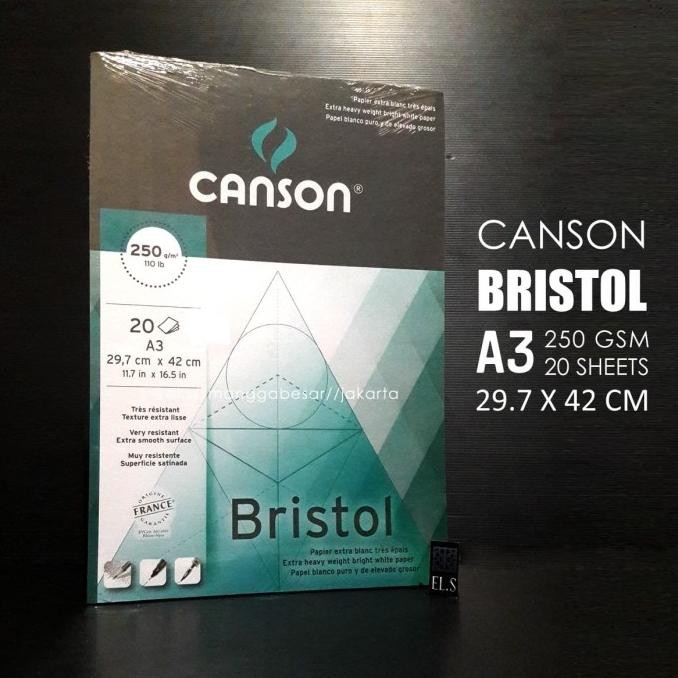 "Papier extra blanc très épais
Extra heavy weight bright white paper
Papel blanco puro y de elevado grosor
CANSON®
250 g/m²
110 lb
20
A3
29,7 cm x 42 cm
11.7 in x 16.5 in
manggabesar//jakarta
Très résistant
Texture extra lisse
Very resistant
Extra smooth surface
Muy resistente
Superficie satinada
ORIGINE
FRANCE
GARANTIE
Bristol
Papier extra blanc très épais
Extra heavy weight bright white paper
Papel blanco puro y de elevado grosor
EL.S
CANSON
BRISTOL
A3 250 GSM
20 SHEETS
29.7 X 42 CM